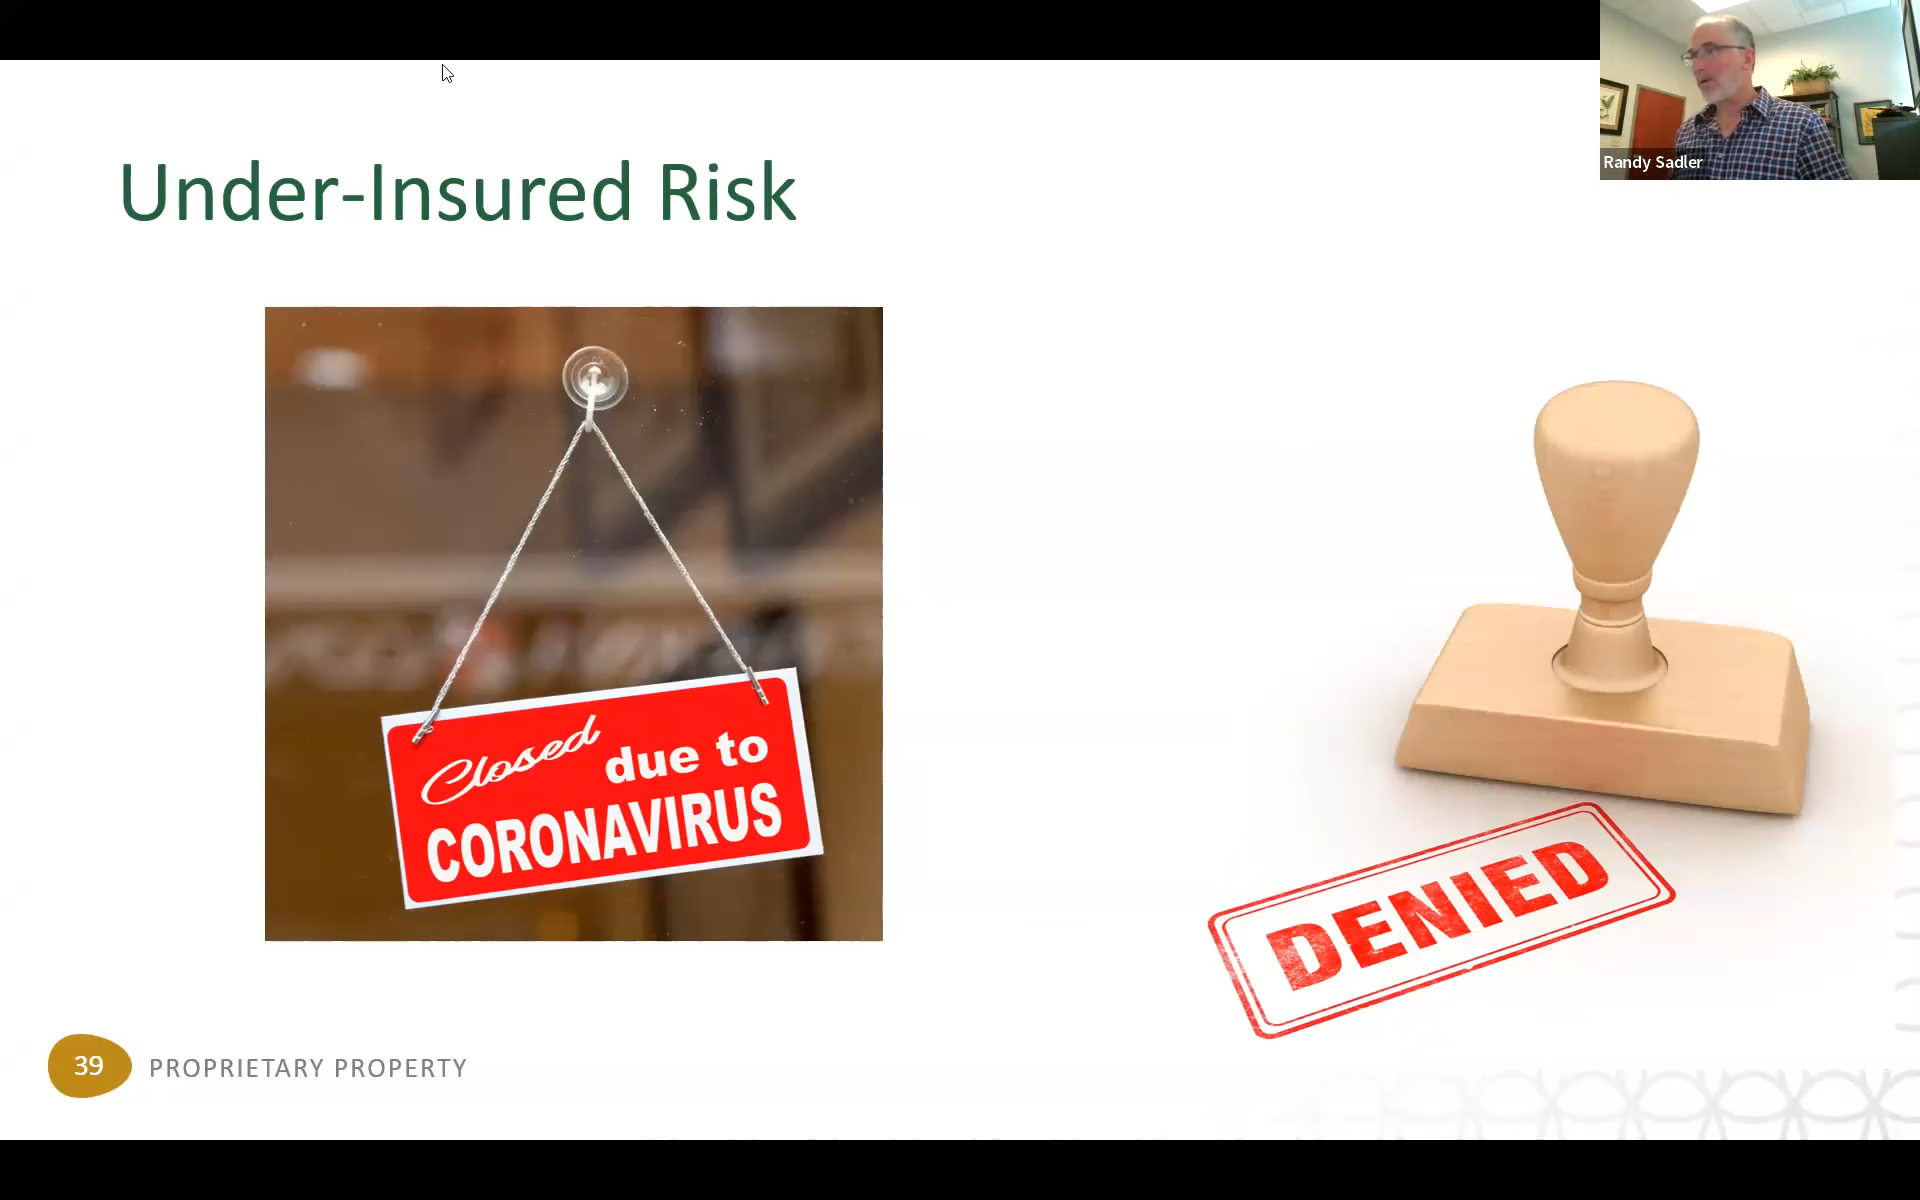 Randy Sadler
Under-Insured Risk
Closed due to
CORONAVIRUS
DENIED
39 PROPRIETARY PROPERTY